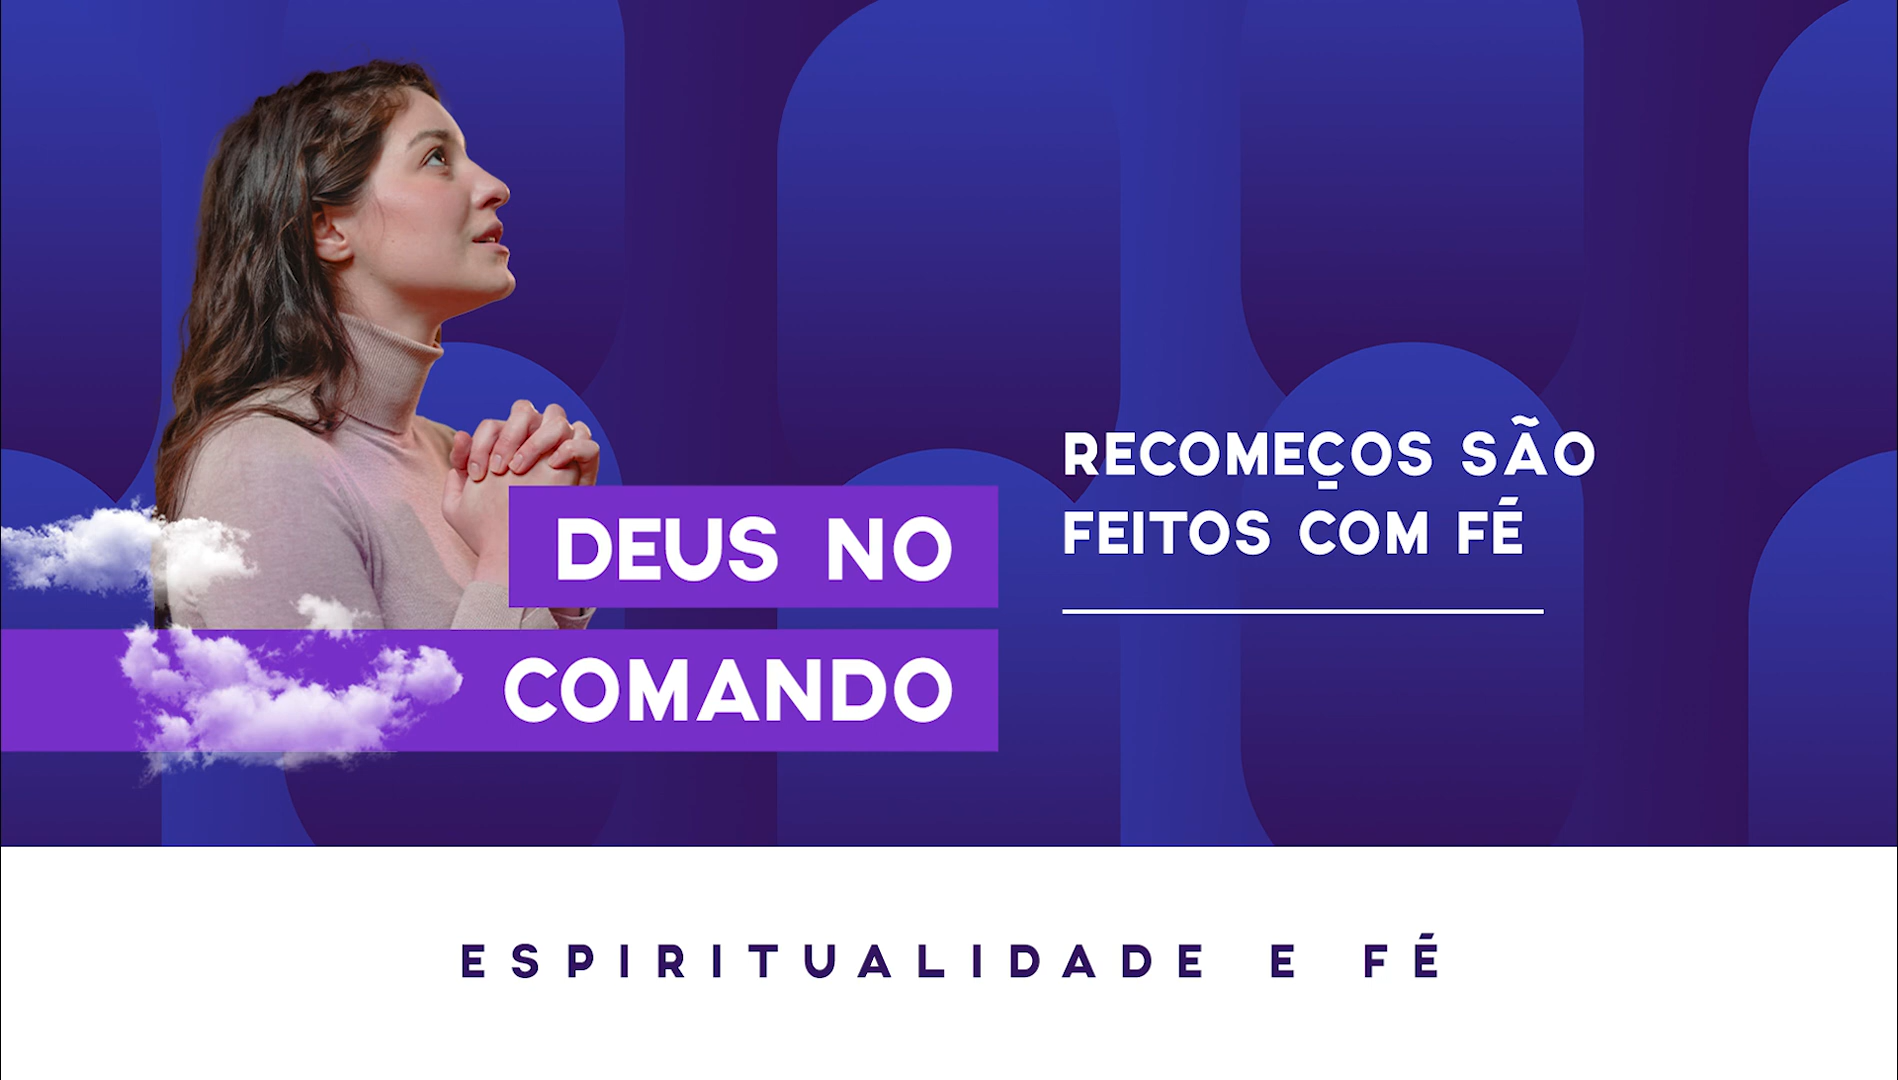 DEUS NO
COMANDO
RECOMEÇOS SÃO
FEITOS COM FÉ
ESPIRITUALIDADE E FÉ